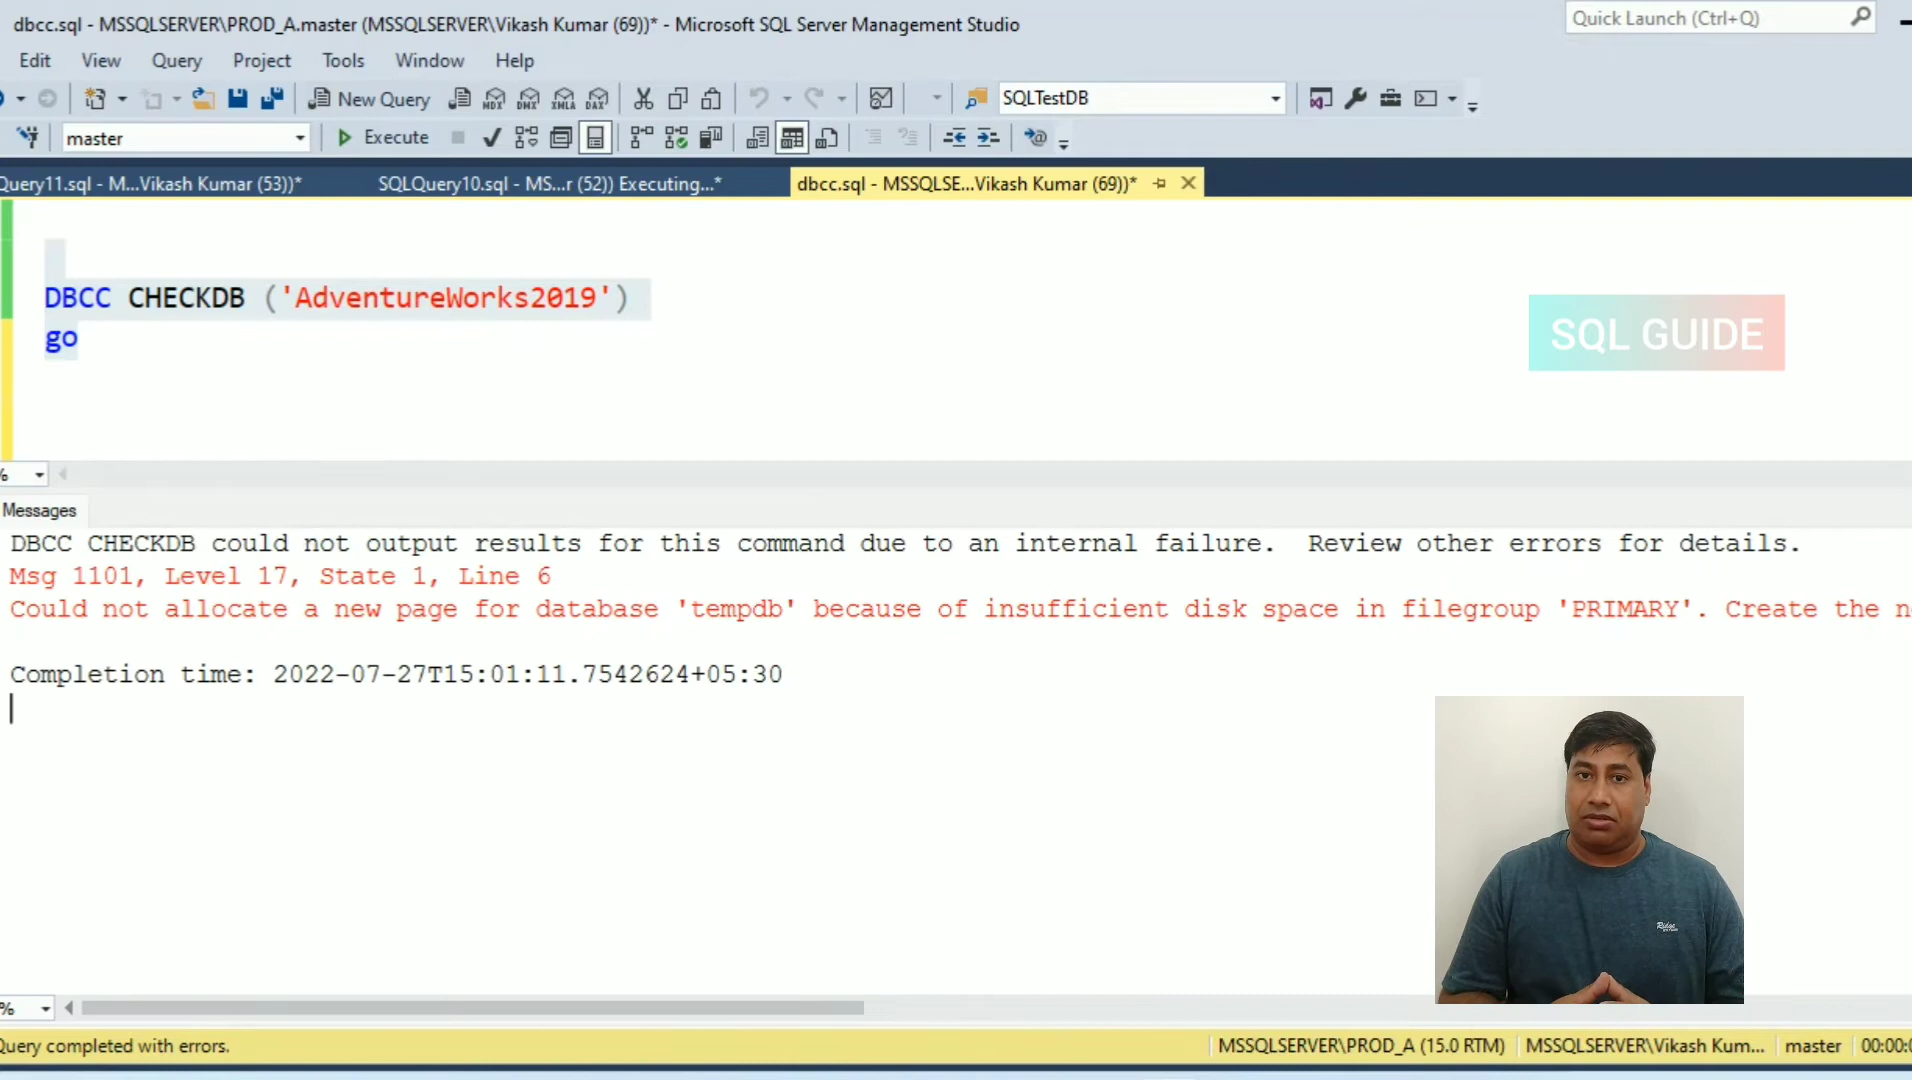 dbcc.sql - MSSQLSERVER\PROD_A.master (MSSQLSERVER\Vikash Kumar (69))* - Microsoft SQL Server Management Studio
Quick Launch (Ctrl+Q)
Edit View Query Project Tools Window Help
New Query MDX DMX XMLA DAX SQLTestDB
master Execute
Query11.sql - M...Vikash Kumar (53))* SQLQuery10.sql - MS...r (52)) Executing...* dbcc.sql - MSSQLSE...Vikash Kumar (69))*
DBCC CHECKDB ('AdventureWorks2019')
go
SQL GUIDE
%
Messages
DBCC CHECKDB could not output results for this command due to an internal failure. Review other errors for details.
Msg 1101, Level 17, State 1, Line 6
Could not allocate a new page for database 'tempdb' because of insufficient disk space in filegroup 'PRIMARY'. Create the
Completion time: 2022-07-27T15:01:11.7542624+05:30
%
Query completed with errors. MSSQLSERVER\PROD_A (15.0 RTM) MSSQLSERVER\Vikash Kum... master 00:00: